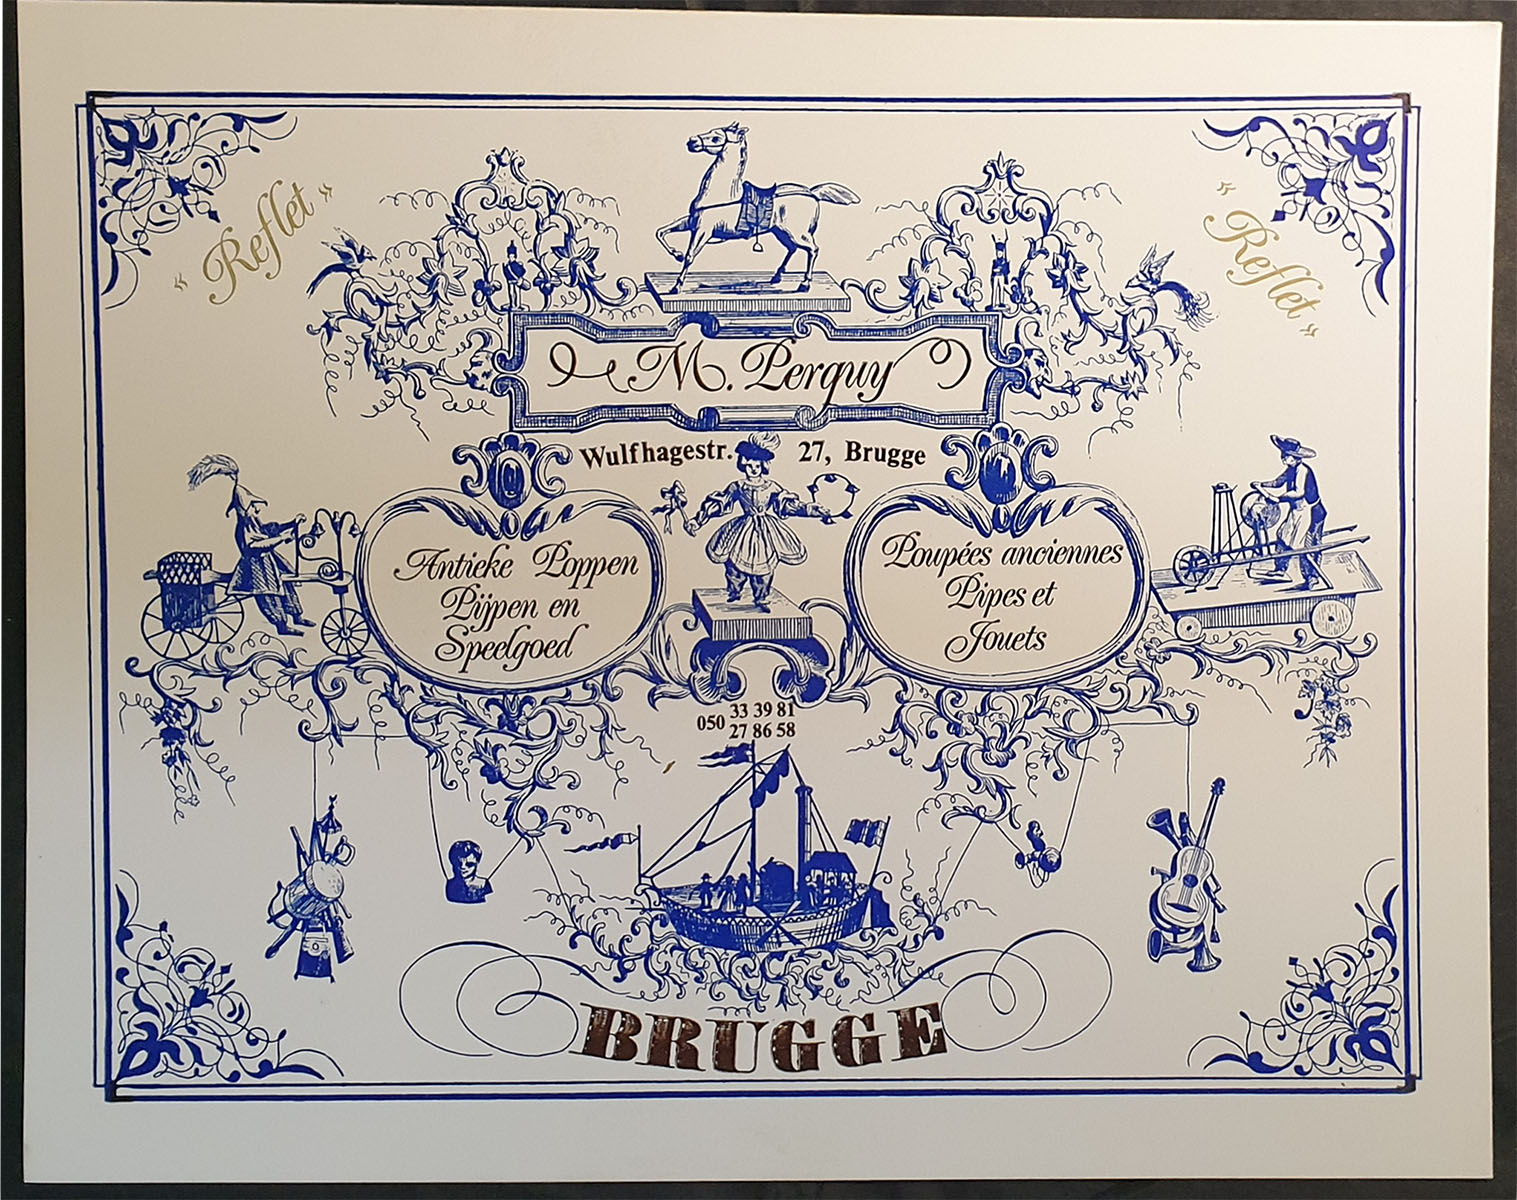 « Reflet »
« Reflet »
M. Perquy
Wulfhagestr. 27, Brugge
Antieke Poppen
Pijpen en
Speelgoed
Poupées anciennes
Pipes et
Jouets
050 33 39 81
27 86 58
BRUGGE